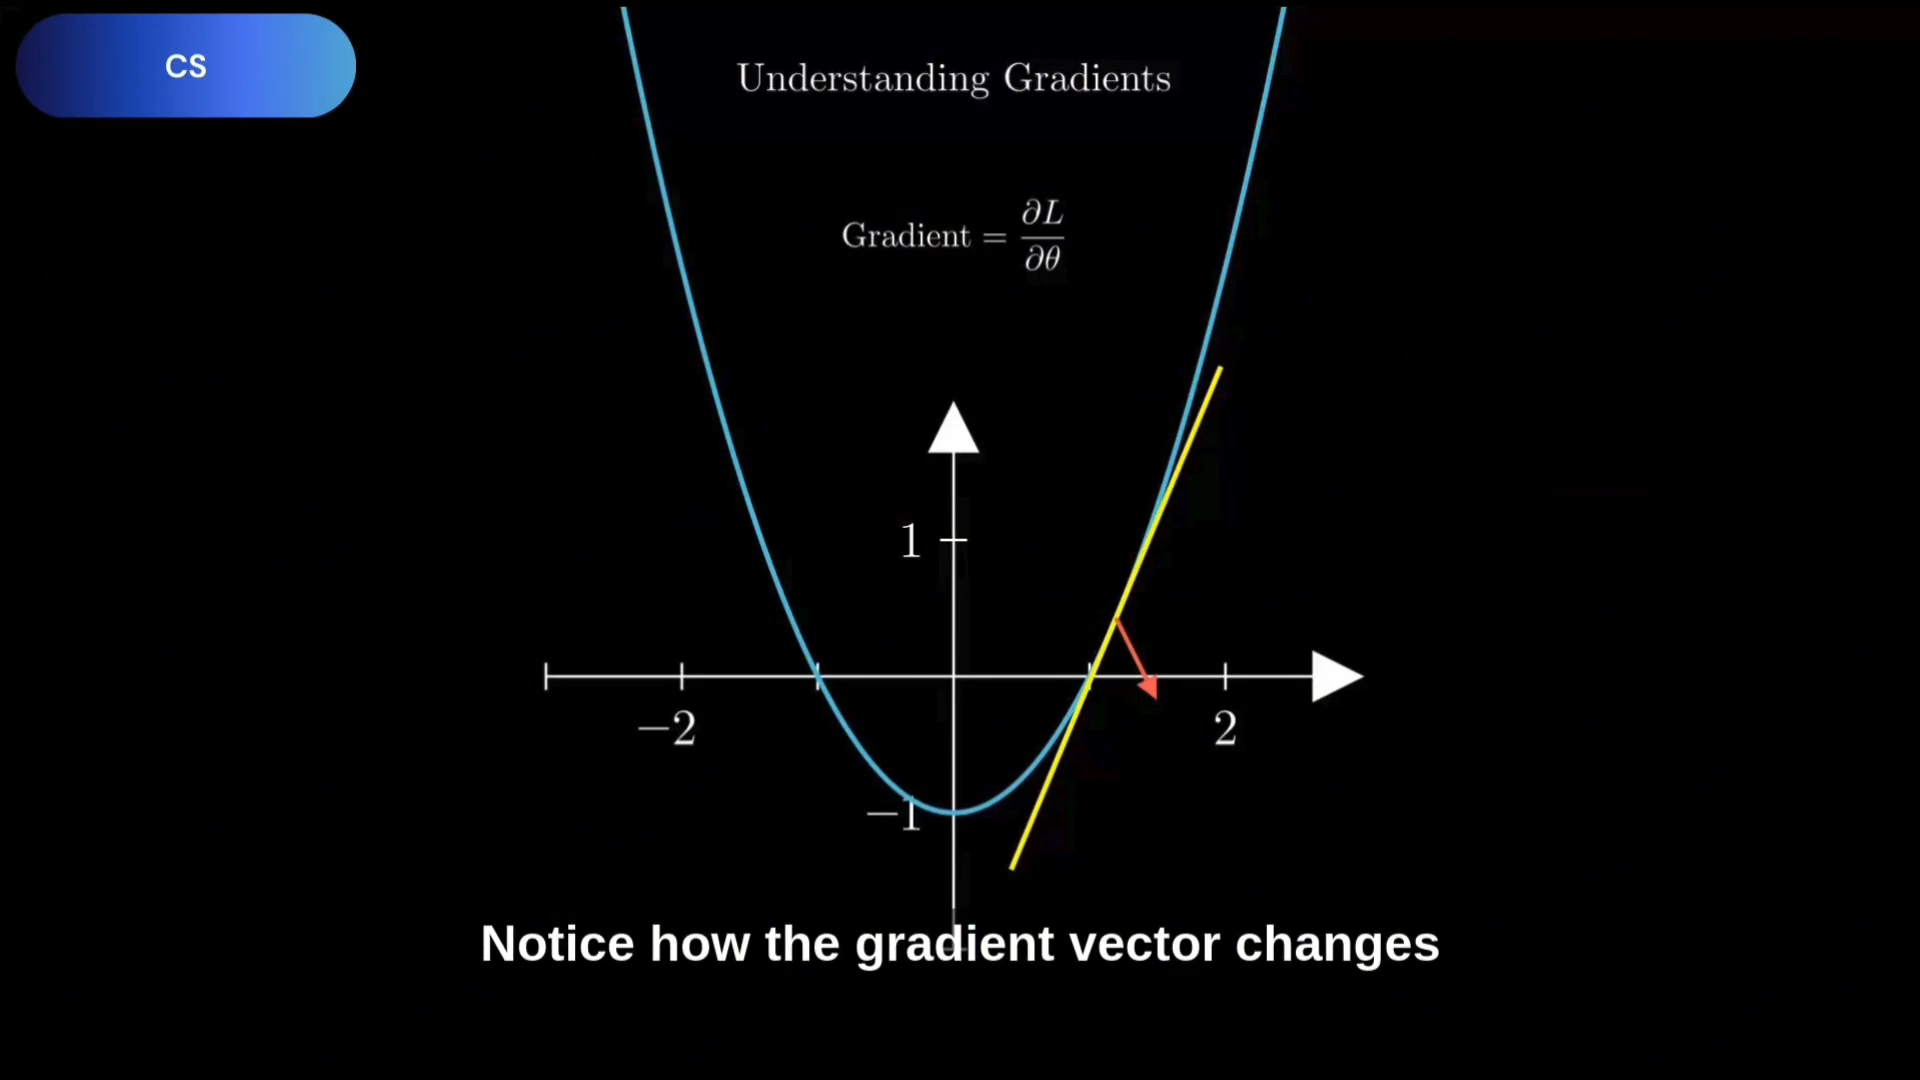 CS
Understanding Gradients
Gradient = ∂L/∂θ
1
−2
2
−1
Notice how the gradient vector changes